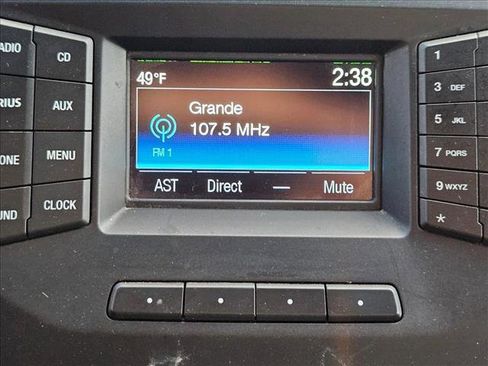 49°F 2:38
Grande
107.5 MHz
FM 1
AST Direct — Mute
ADIO CD
RIUS AUX
ONE MENU
UND CLOCK
1
3 DEF
5 JKL
7 PQRS
9 WXYZ
*